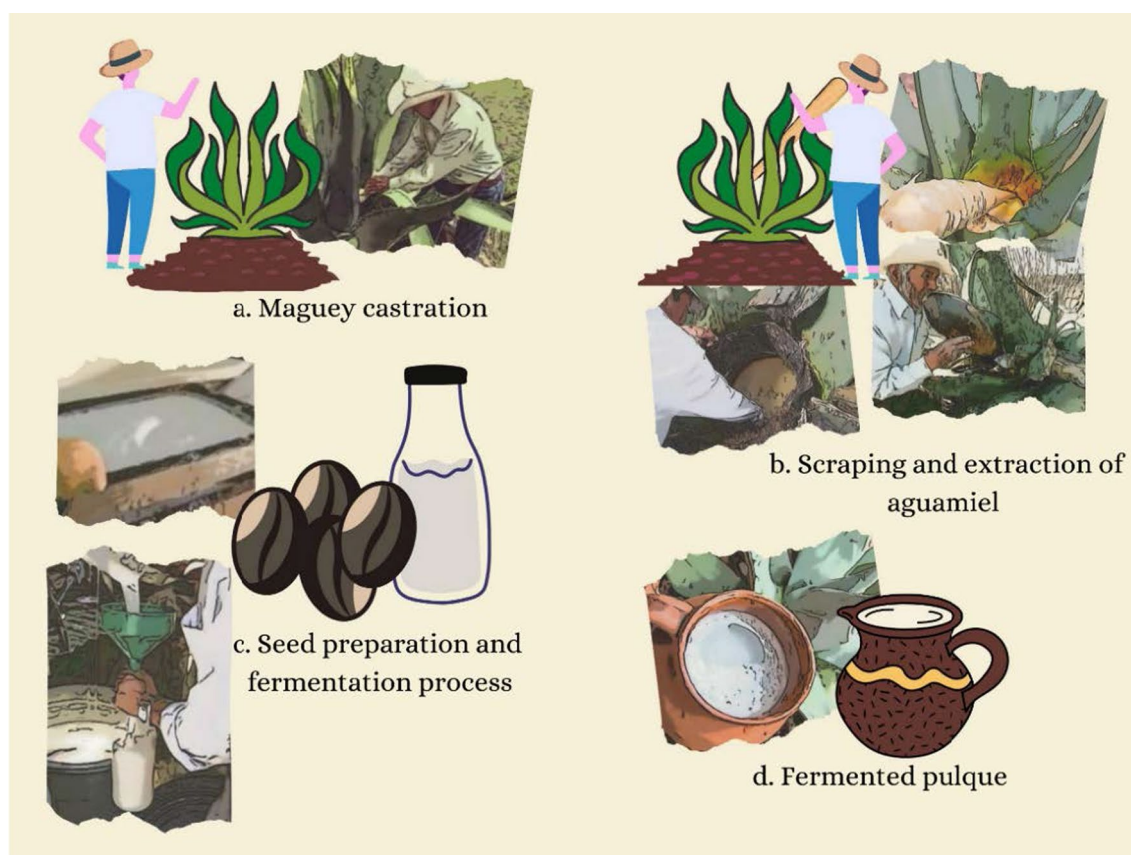 a. Maguey castration
b. Scraping and extraction of
aguamiel
c. Seed preparation and
fermentation process
d. Fermented pulque